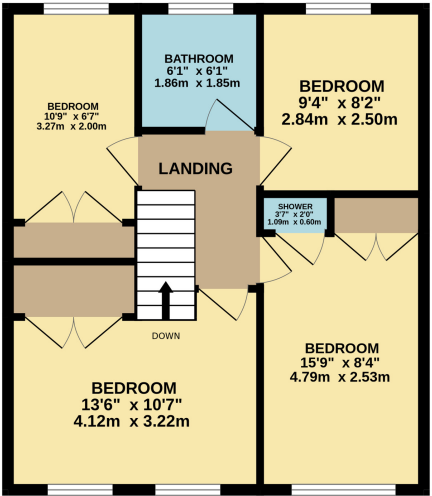 BATHROOM
6'1" x 6'1"
1.86m x 1.85m
BEDROOM
9'4" x 8'2"
2.84m x 2.50m
BEDROOM
10'9" x 6'7"
3.27m x 2.00m
LANDING
SHOWER
3'7" x 2'0"
1.09m x 0.60m
DOWN
BEDROOM
15'9" x 8'4"
4.79m x 2.53m
BEDROOM
13'6" x 10'7"
4.12m x 3.22m